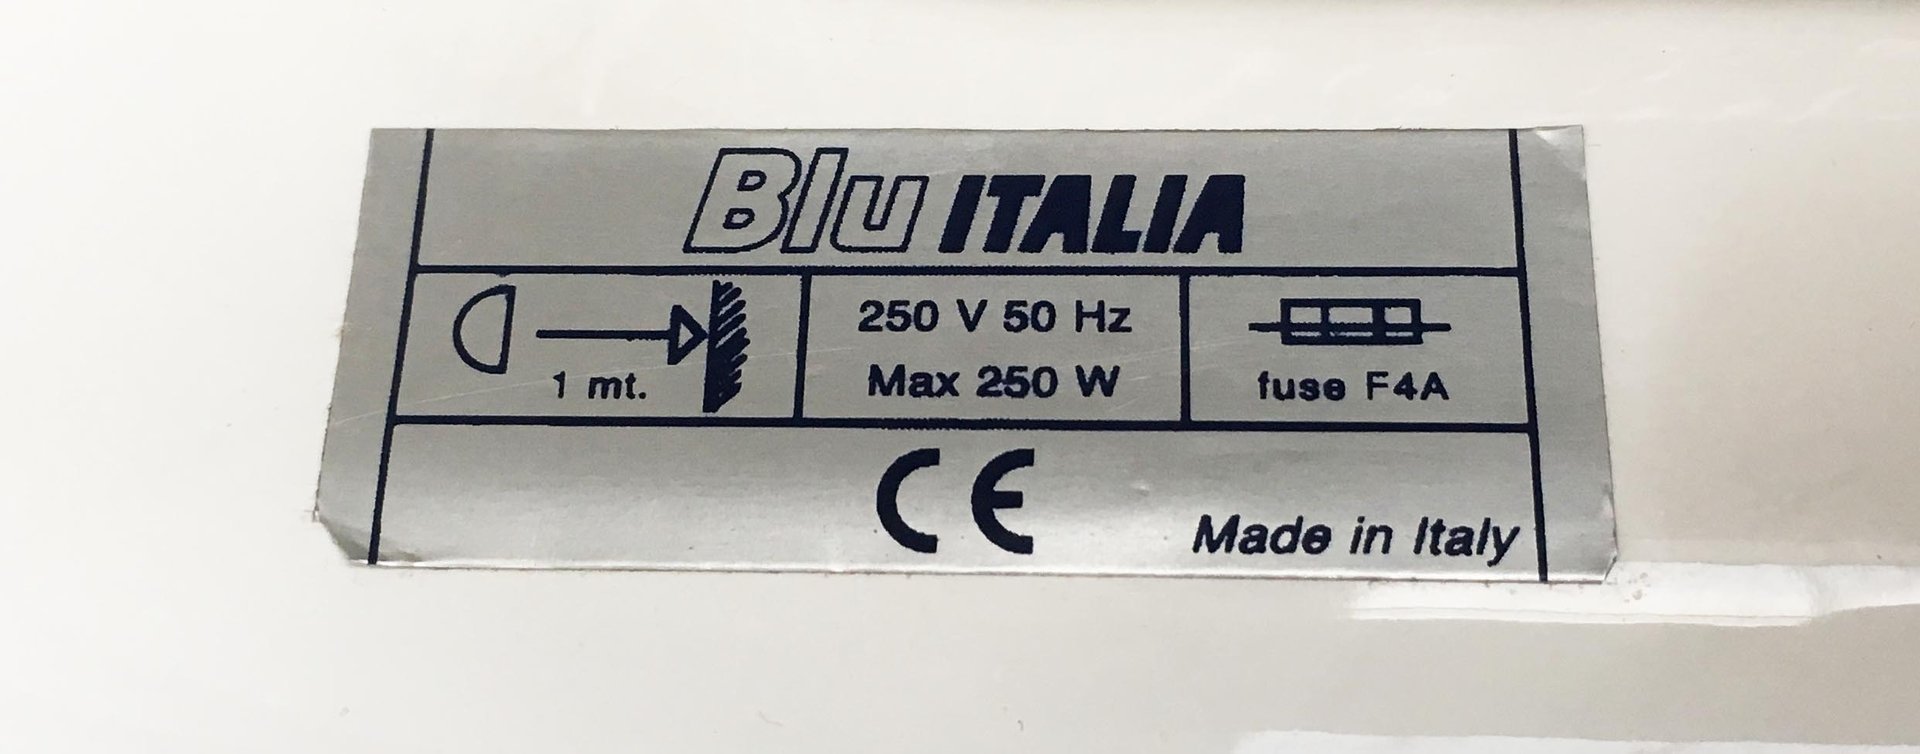 Blu ITALIA
1 mt.
250 V 50 Hz
Max 250 W
fuse F4A
CE
Made in Italy